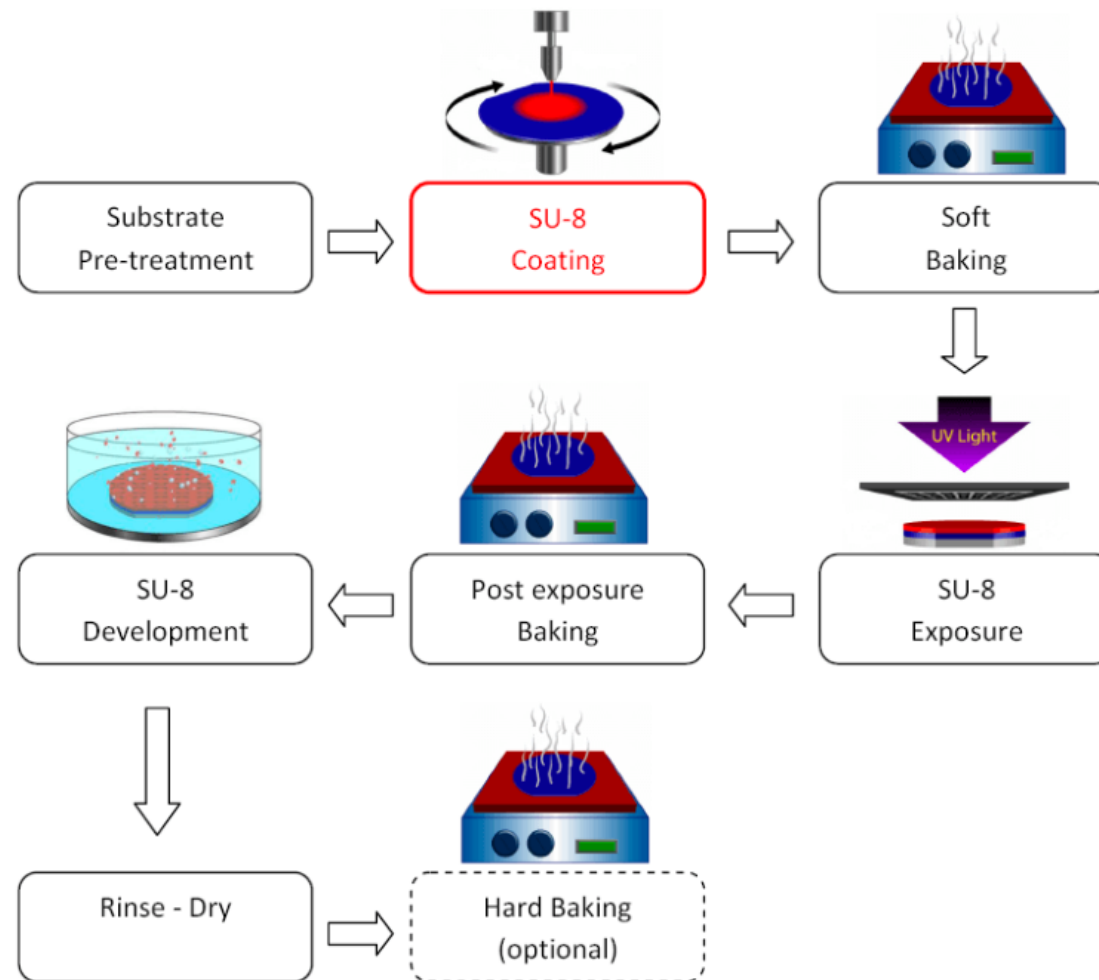 Substrate
Pre-treatment
SU-8
Coating
Soft
Baking
UV Light
SU-8
Development
Post exposure
Baking
SU-8
Exposure
Rinse - Dry
Hard Baking
(optional)